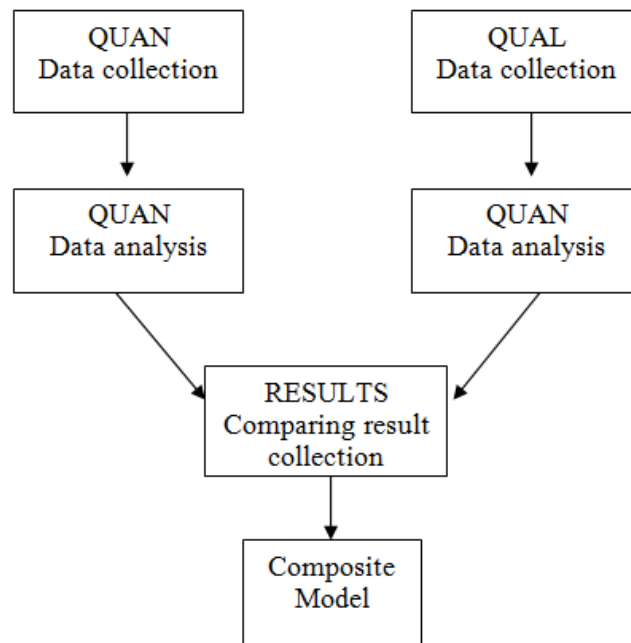 QUAN
Data collection
QUAL
Data collection
QUAN
Data analysis
QUAN
Data analysis
RESULTS
Comparing result
collection
Composite
Model